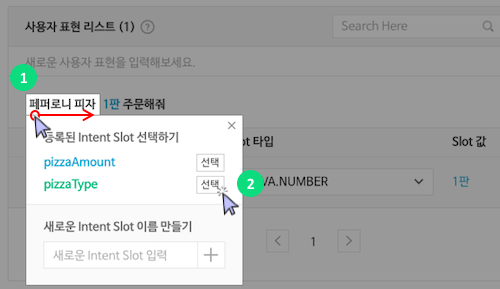 사용자 표현 리스트 (1) ?
Search Here
새로운 사용자 표현을 입력해보세요.
1
페퍼로니 피자 1판 주문해줘
등록된 Intent Slot 선택하기
타입
Slot 값
pizzaAmount 선택
pizzaType 선택
2
/A.NUMBER
1판
새로운 Intent Slot 이름 만들기
새로운 Intent Slot 입력
1